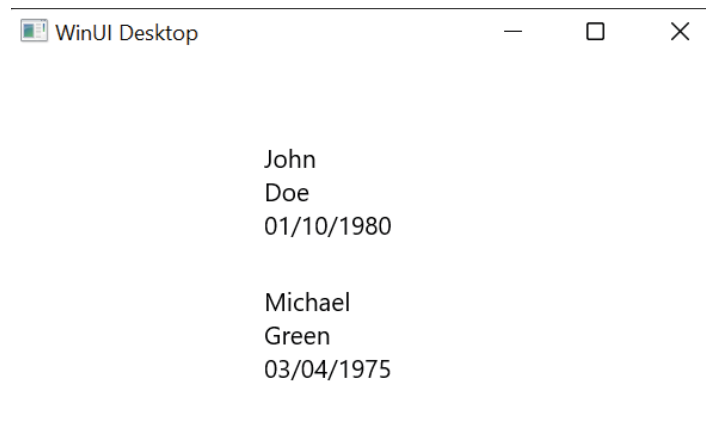 WinUI Desktop
John
Doe
01/10/1980
Michael
Green
03/04/1975